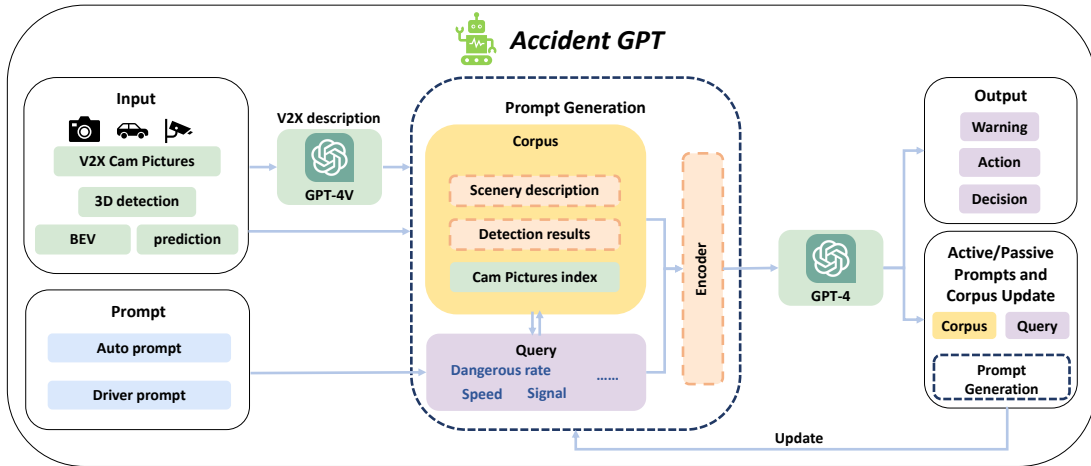 Accident GPT
Input
V2X Cam Pictures
3D detection
BEV
prediction
Prompt
Auto prompt
Driver prompt
V2X description
GPT-4V
Prompt Generation
Corpus
Scenery description
Detection results
Cam Pictures index
Query
Dangerous rate
......
Speed
Signal
Encoder
GPT-4
Output
Warning
Action
Decision
Active/Passive
Prompts and
Corpus Update
Corpus
Query
Prompt
Generation
Update